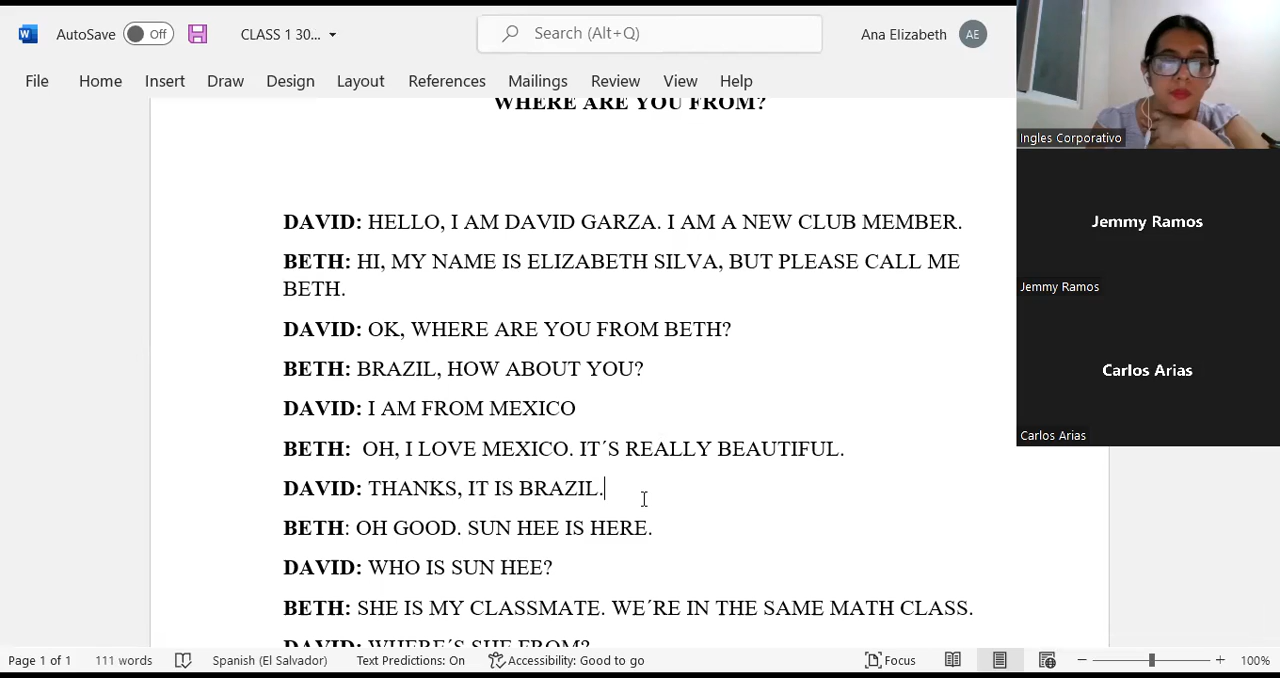 AutoSave Off CLASS 1 30... Search (Alt+Q) Ana Elizabeth AE
File Home Insert Draw Design Layout References Mailings Review View Help
WHERE ARE YOU FROM?
DAVID: HELLO, I AM DAVID GARZA. I AM A NEW CLUB MEMBER.
BETH: HI, MY NAME IS ELIZABETH SILVA, BUT PLEASE CALL ME
BETH.
DAVID: OK, WHERE ARE YOU FROM BETH?
BETH: BRAZIL, HOW ABOUT YOU?
DAVID: I AM FROM MEXICO
BETH: OH, I LOVE MEXICO. IT´S REALLY BEAUTIFUL.
DAVID: THANKS, IT IS BRAZIL.
BETH: OH GOOD. SUN HEE IS HERE.
DAVID: WHO IS SUN HEE?
BETH: SHE IS MY CLASSMATE. WE´RE IN THE SAME MATH CLASS.
DAVID: WHERE´S SHE FROM?
Page 1 of 1 111 words Spanish (El Salvador) Text Predictions: On Accessibility: Good to go Focus 100%
Ingles Corporativo
Jemmy Ramos
Jemmy Ramos
Carlos Arias
Carlos Arias